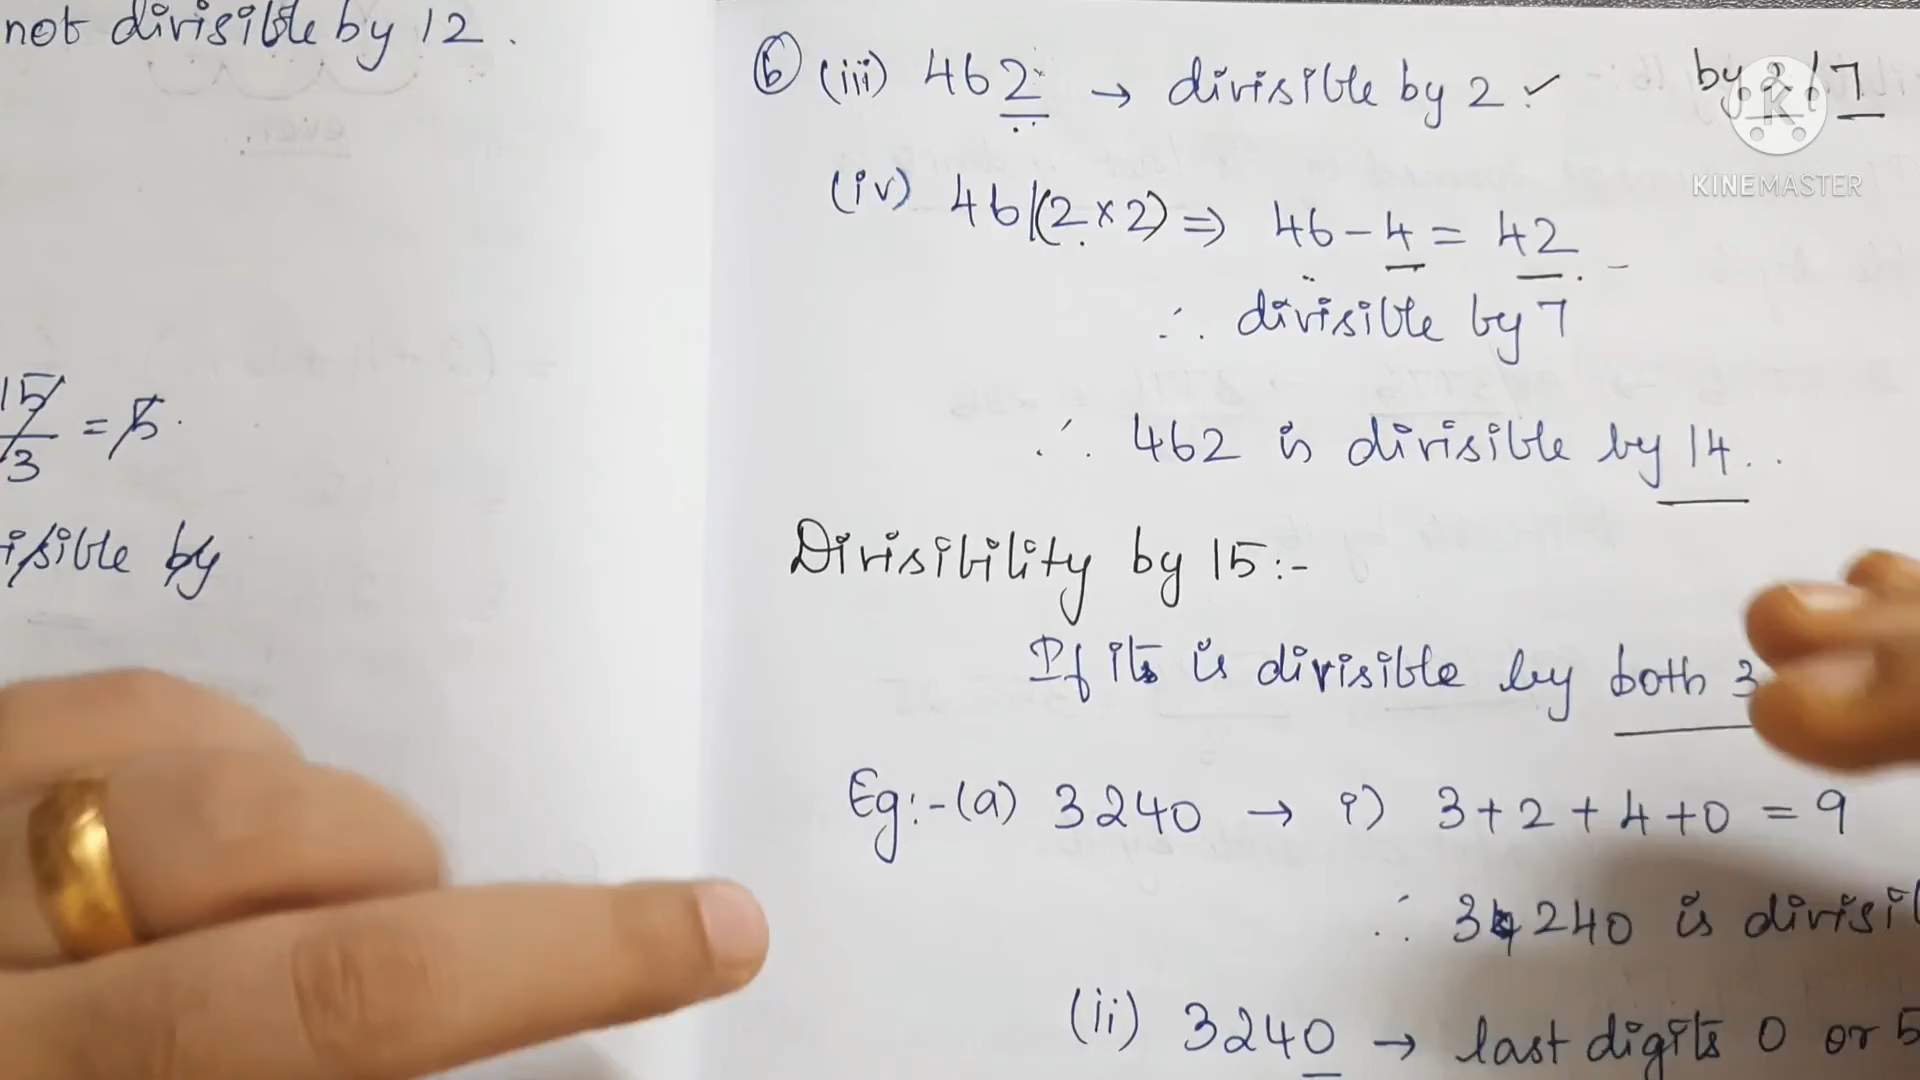 not divisible by 12.
15/3 = 5.
isible by
⑥ (iii) 462 → divisible by 2 ✓ by 2, 7
KINEMASTER
(iv) 46|(2 × 2) ⇒ 46 - 4 = 42.
∴ divisible by 7
∴ 462 is divisible by 14..
Divisibility by 15:-
If its is divisible by both 3
Eg:-(a) 3240 → i) 3 + 2 + 4 + 0 = 9
∴ 3240 is divisi
(ii) 3240 → last digits 0 or 5